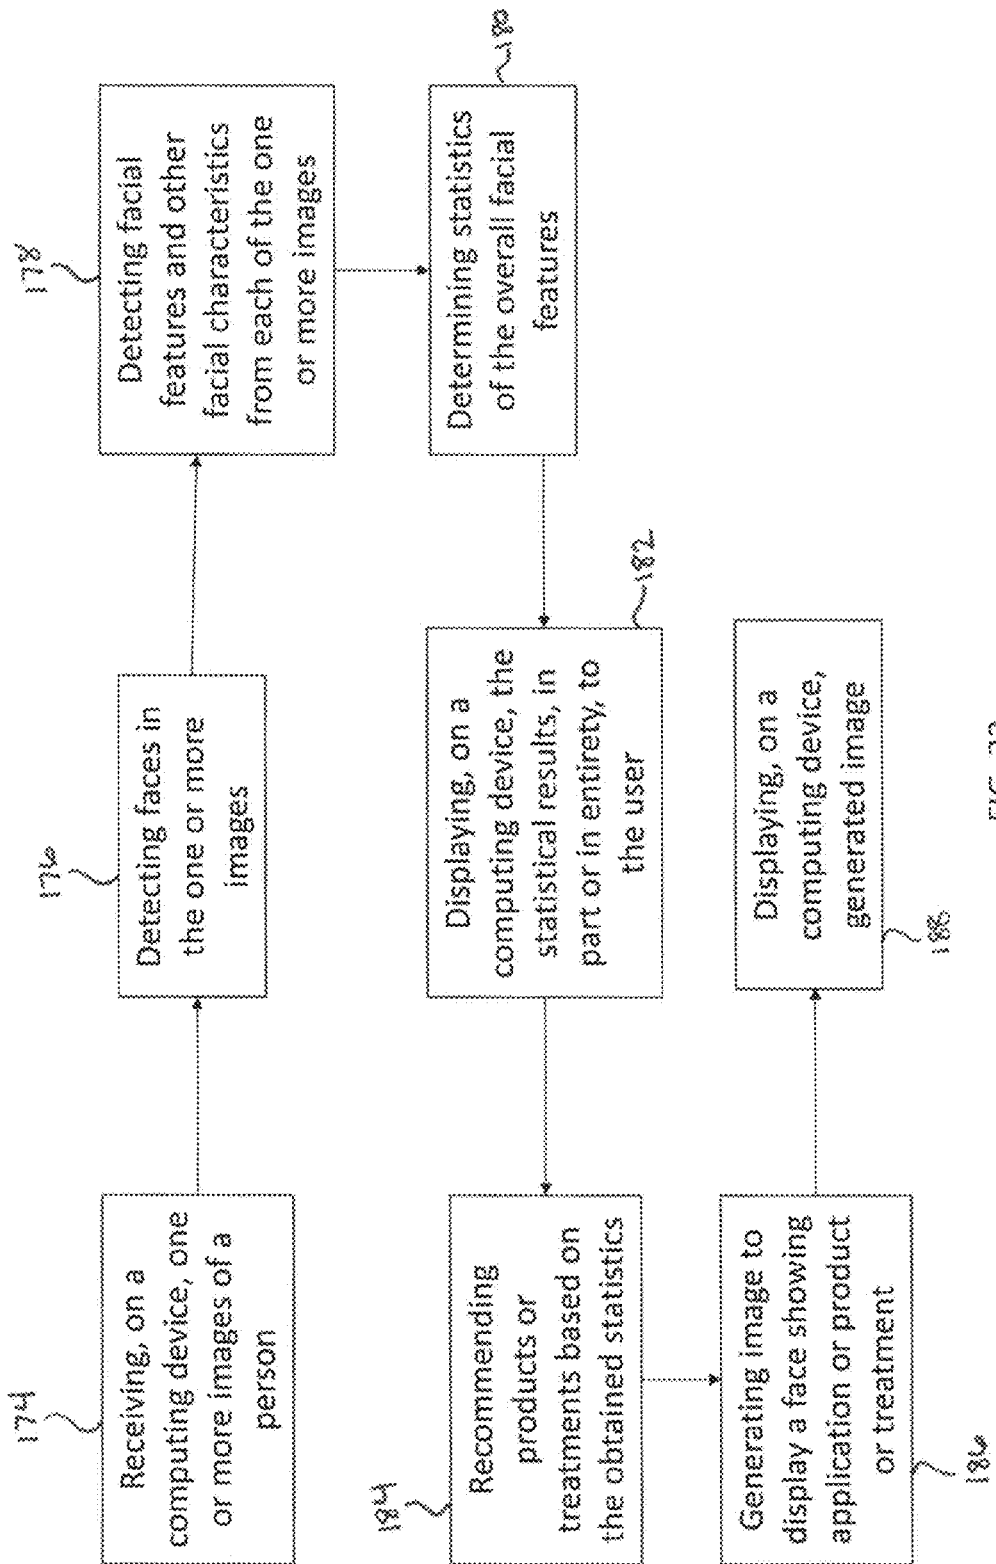 174
Receiving, on a
computing device, one
or more images of a
person
176
Detecting faces in
the one or more
images
178
Detecting facial
features and other
facial characteristics
from each of the one
or more images
180
Determining statistics
of the overall facial
features
182
Displaying, on a
computing device, the
statistical results, in
part or in entirety, to
the user
184
Recommending
products or
treatments based on
the obtained statistics
186
Generating image to
display a face showing
application or product
or treatment
188
Displaying, on a
computing device,
generated image
FIG.